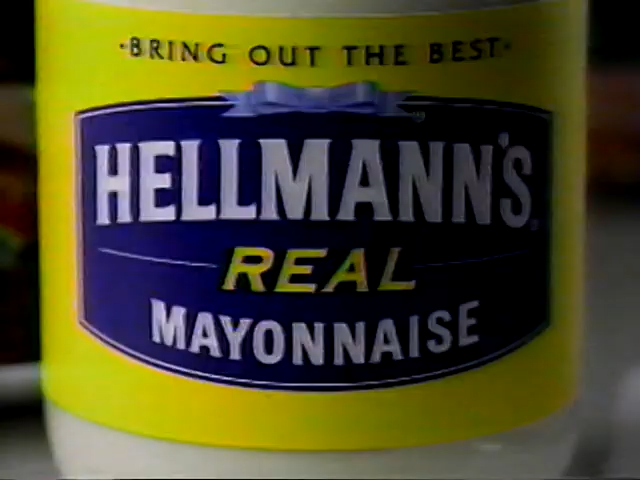 ·BRING OUT THE BEST·
HELLMANN'S
REAL
MAYONNAISE